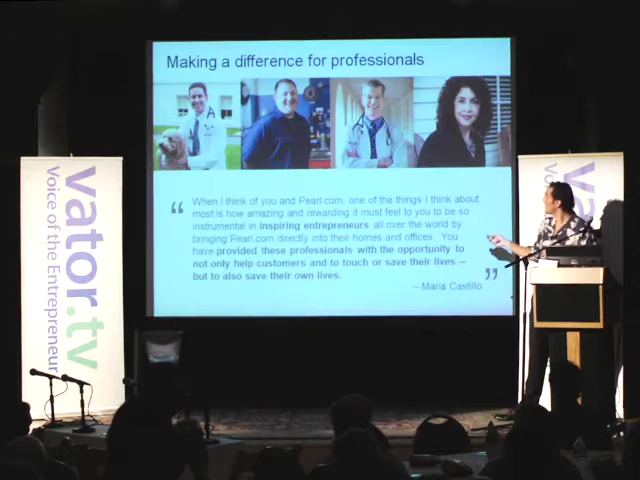 Making a difference for professionals
“ When I think of you and Pearl.com, one of the things I think about
most is how amazing and rewarding it must feel to you to be so
instrumental in inspiring entrepreneurs all over the world by
bringing Pearl.com directly into their homes and offices. You
have provided these professionals with the opportunity to
not only help customers and to touch or save their lives --
but to also save their own lives. ”
– Maria Castillo
vator.tv
Voice of the Entrepreneur
va
Vo